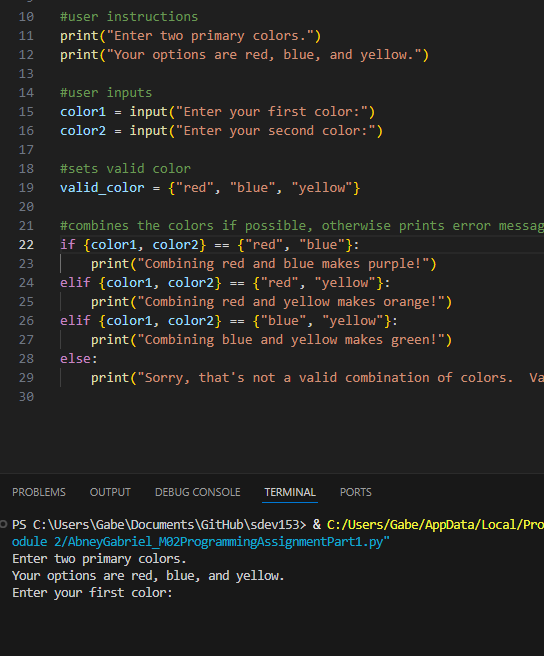 10 #user instructions
11 print("Enter two primary colors.")
12 print("Your options are red, blue, and yellow.")
13
14 #user inputs
15 color1 = input("Enter your first color:")
16 color2 = input("Enter your second color:")
17
18 #sets valid color
19 valid_color = {"red", "blue", "yellow"}
20
21 #combines the colors if possible, otherwise prints error messag
22 if {color1, color2} == {"red", "blue"}:
23     print("Combining red and blue makes purple!")
24 elif {color1, color2} == {"red", "yellow"}:
25     print("Combining red and yellow makes orange!")
26 elif {color1, color2} == {"blue", "yellow"}:
27     print("Combining blue and yellow makes green!")
28 else:
29     print("Sorry, that's not a valid combination of colors.  Va
30
PROBLEMS OUTPUT DEBUG CONSOLE TERMINAL PORTS
PS C:\Users\Gabe\Documents\GitHub\sdev153> & C:/Users/Gabe/AppData/Local/Pro
odule 2/AbneyGabriel_M02ProgrammingAssignmentPart1.py"
Enter two primary colors.
Your options are red, blue, and yellow.
Enter your first color: